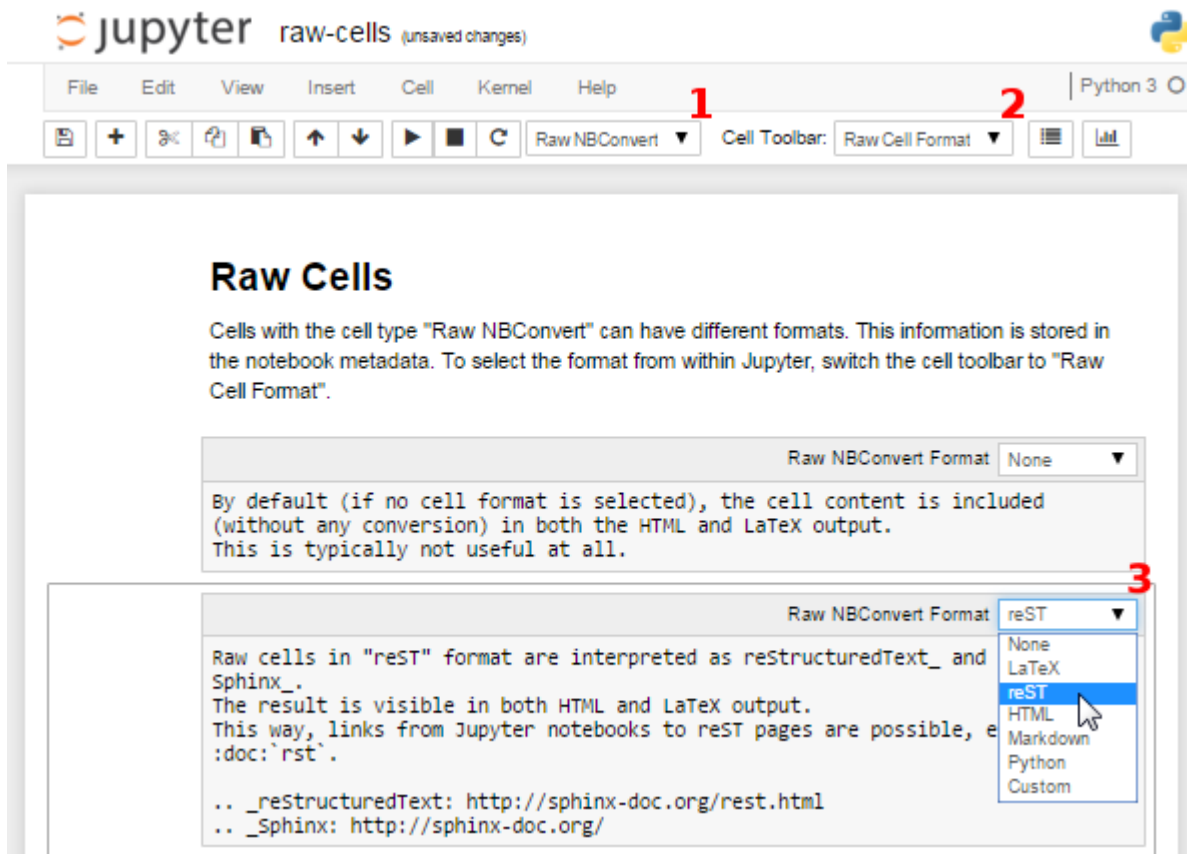 jupyter raw-cells (unsaved changes)
File Edit View Insert Cell Kernel Help 1 2 Python 3
Raw NBConvert Cell Toolbar: Raw Cell Format
Raw Cells
Cells with the cell type "Raw NBConvert" can have different formats. This information is stored in
the notebook metadata. To select the format from within Jupyter, switch the cell toolbar to "Raw
Cell Format".
Raw NBConvert Format None
By default (if no cell format is selected), the cell content is included
(without any conversion) in both the HTML and LaTeX output.
This is typically not useful at all.
3
Raw NBConvert Format reST
Raw cells in "reST" format are interpreted as reStructuredText_ and
Sphinx_.
The result is visible in both HTML and LaTeX output.
This way, links from Jupyter notebooks to reST pages are possible, e
:doc:`rst`.
.. _reStructuredText: http://sphinx-doc.org/rest.html
.. _Sphinx: http://sphinx-doc.org/
None
LaTeX
reST
HTML
Markdown
Python
Custom